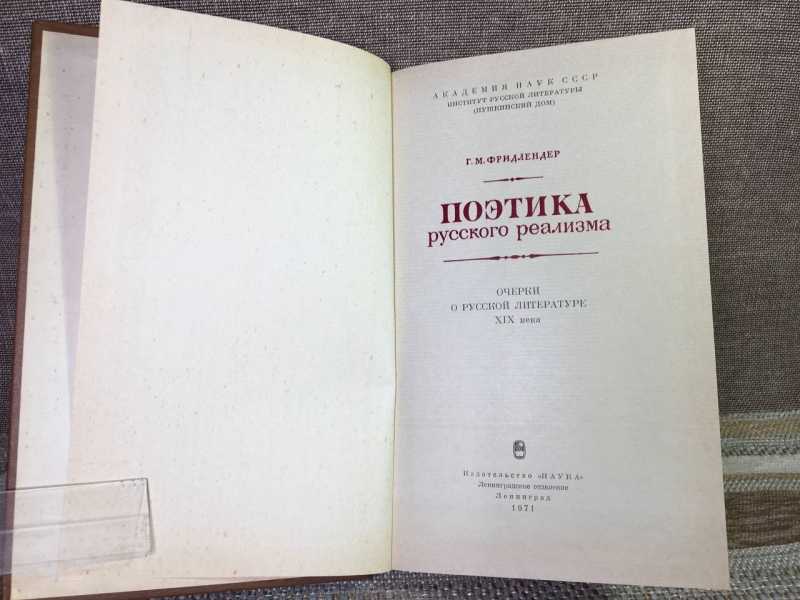 АКАДЕМИЯ НАУК СССР
ИНСТИТУТ РУССКОЙ ЛИТЕРАТУРЫ
(ПУШКИНСКИЙ ДОМ)
Г. М. ФРИДЛЕНДЕР
ПОЭТИКА
русского реализма
ОЧЕРКИ
О РУССКОЙ ЛИТЕРАТУРЕ
XIX века
Издательство «НАУКА»
Ленинградское отделение
Ленинград
1971